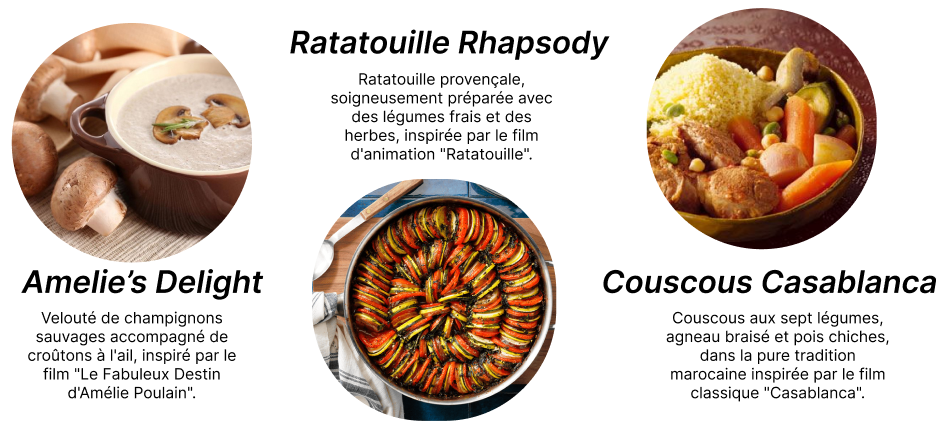 Ratatouille Rhapsody
Ratatouille provençale,
soigneusement préparée avec
des légumes frais et des
herbes, inspirée par le film
d'animation "Ratatouille".
Amelie’s Delight
Velouté de champignons
sauvages accompagné de
croûtons à l'ail, inspiré par le
film "Le Fabuleux Destin
d'Amélie Poulain".
Couscous Casablanca
Couscous aux sept légumes,
agneau braisé et pois chiches,
dans la pure tradition
marocaine inspirée par le film
classique "Casablanca".